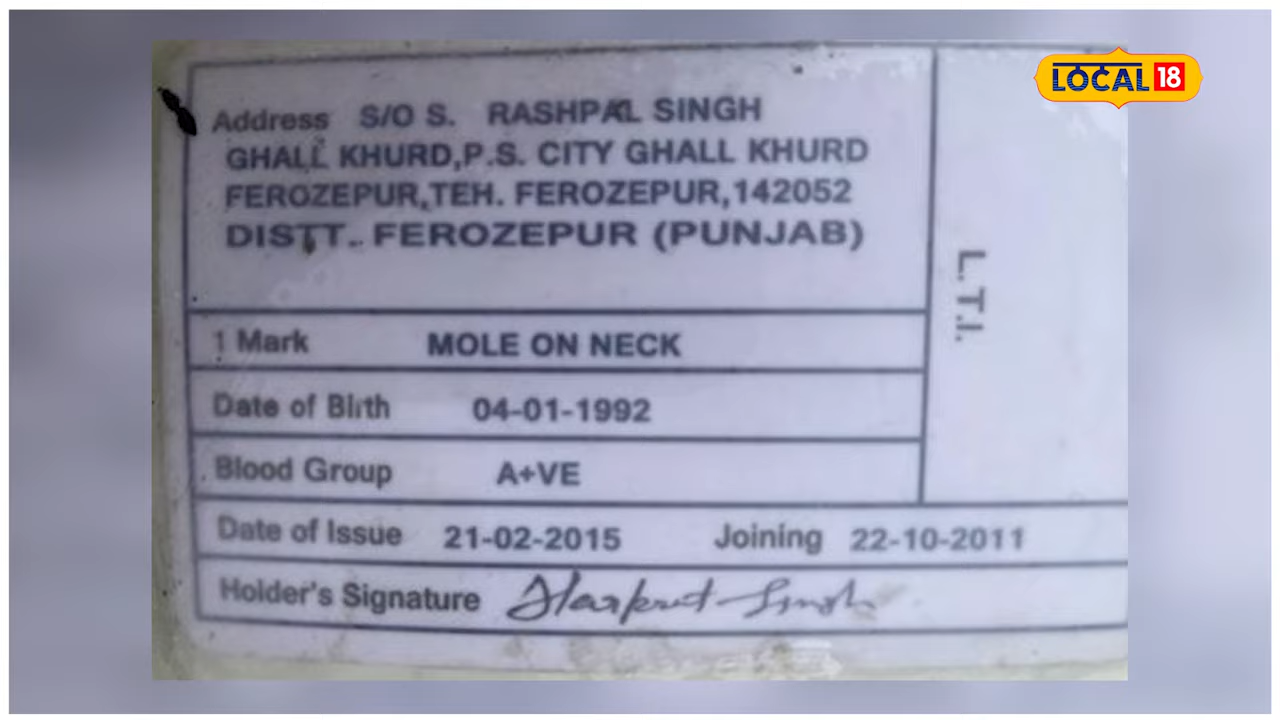 LOCAL 18
Address S/O S. RASHPAL SINGH
GHALL KHURD,P.S. CITY GHALL KHURD
FEROZEPUR,TEH. FEROZEPUR,142052
DISTT. FEROZEPUR (PUNJAB)
L.T.I.
1 Mark MOLE ON NECK
Date of Birth 04-01-1992
Blood Group A+VE
Date of Issue 21-02-2015 Joining 22-10-2011
Holder's Signature Harprit Singh